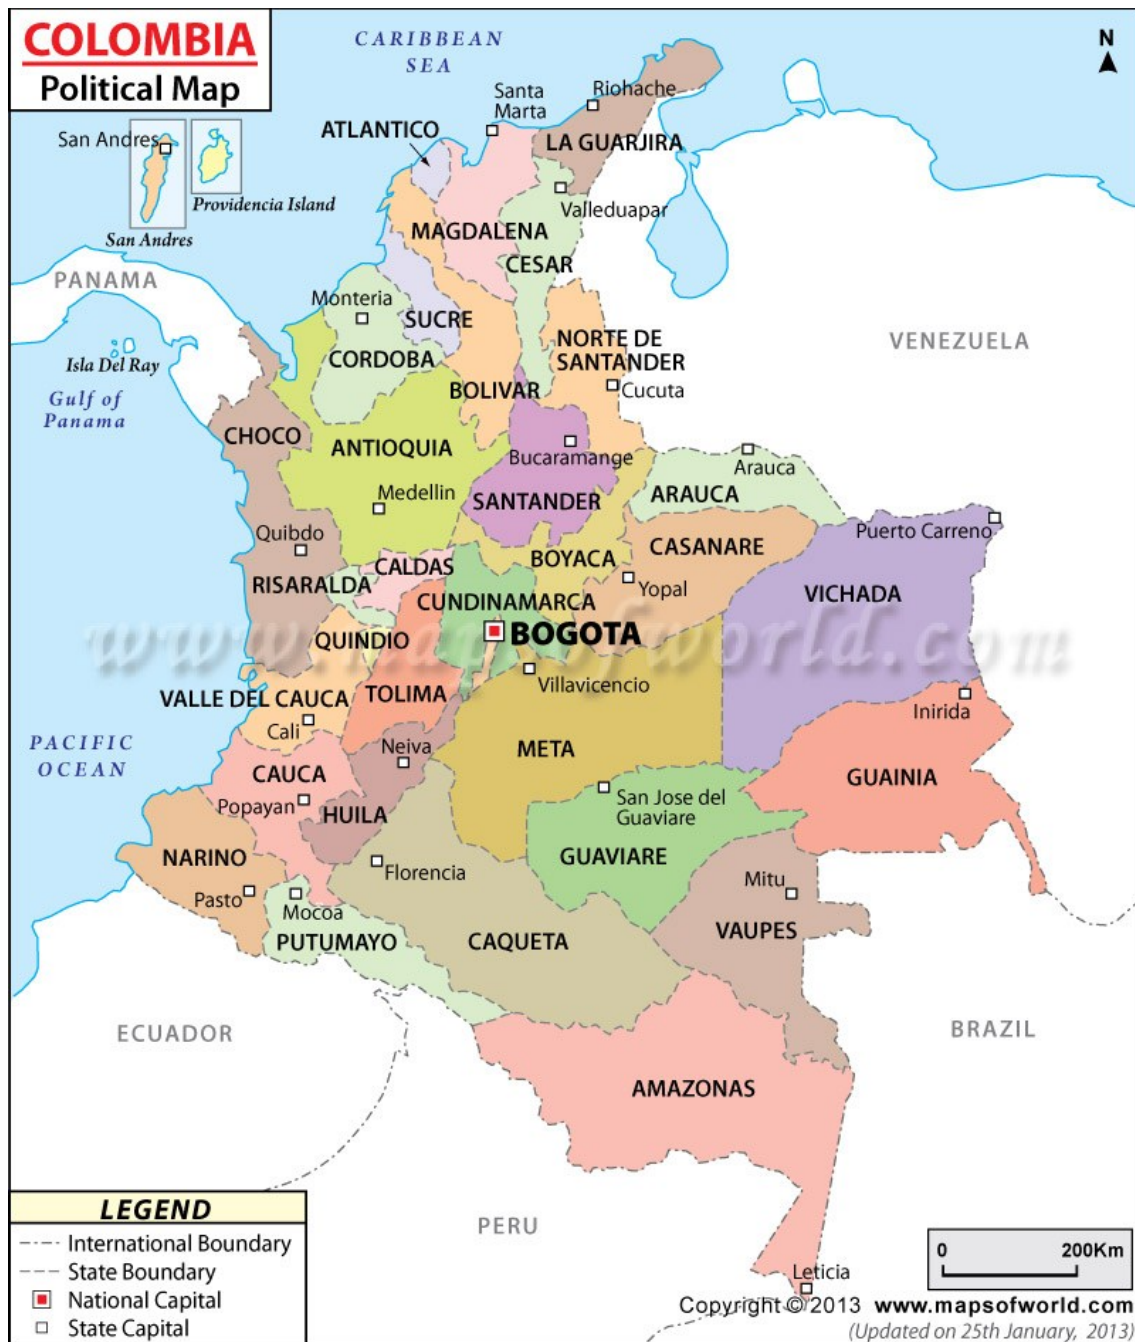 COLOMBIA
Political Map
CARIBBEAN
SEA
N
San Andres
Providencia Island
San Andres
Santa
Marta
Riohache
ATLANTICO
LA GUARJIRA
Valleduapar
MAGDALENA
CESAR
PANAMA
Monteria
SUCRE
CORDOBA
NORTE DE
SANTANDER
VENEZUELA
Isla Del Ray
Gulf of
Panama
BOLIVAR
Cucuta
CHOCO
ANTIOQUIA
Bucaramange
Arauca
ARAUCA
Medellin
SANTANDER
Puerto Carreno
Quibdo
BOYACA
CASANARE
RISARALDA
CALDAS
Yopal
VICHADA
CUNDINAMARCA
QUINDIO
BOGOTA
www.mapsofworld.com
VALLE DEL CAUCA
TOLIMA
Villavicencio
Inirida
Cali
PACIFIC
OCEAN
Neiva
META
CAUCA
GUAINIA
Popayan
HUILA
San Jose del
Guaviare
NARINO
Florencia
GUAVIARE
Pasto
Mocoa
Mitu
PUTUMAYO
CAQUETA
VAUPES
ECUADOR
BRAZIL
AMAZONAS
PERU
LEGEND
International Boundary
State Boundary
National Capital
State Capital
0 200Km
Leticia
Copyright © 2013 www.mapsofworld.com
(Updated on 25th January, 2013)